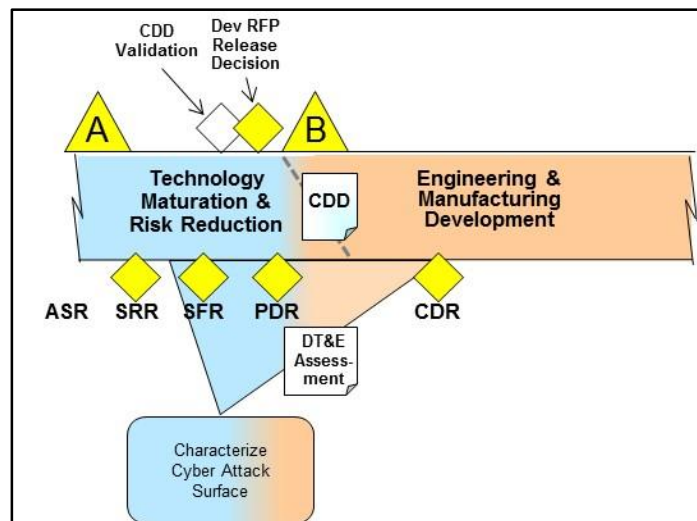 CDD
Validation
Dev RFP
Release
Decision
A
B
Technology
Maturation &
Risk Reduction
CDD
Engineering &
Manufacturing
Development
ASR SRR SFR PDR CDR
DT&E
Assess-
ment
Characterize
Cyber Attack
Surface